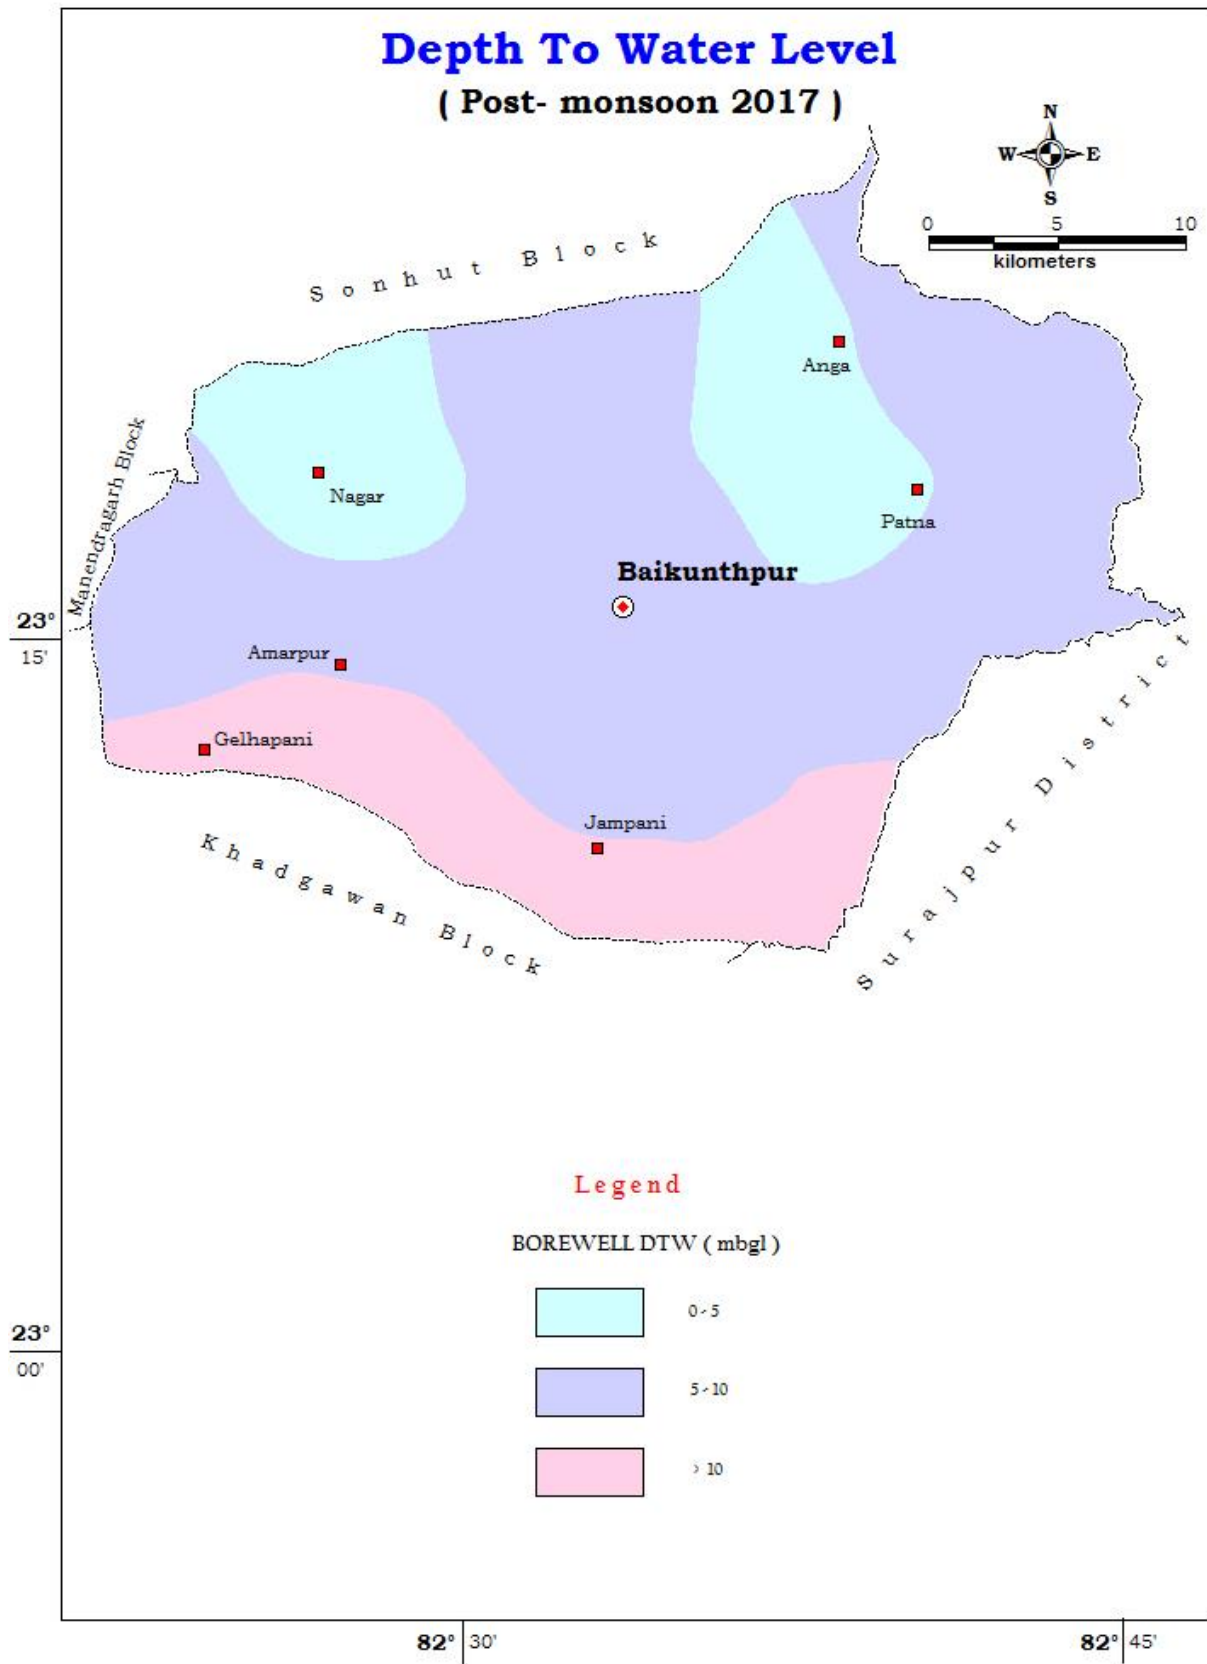 Depth To Water Level
( Post- monsoon 2017 )
N
W E
S
0 5 10
kilometers
Sonhut Block
Anga
Manendragarh Block
Nagar
Patna
Baikunthpur
23°
15'
Amarpur
Gelhapani
Jampani
Khadgawan Block
Surajpur District
Legend
BOREWELL DTW ( mbgl )
0 - 5
5 - 10
> 10
23°
00'
82° 30'
82° 45'